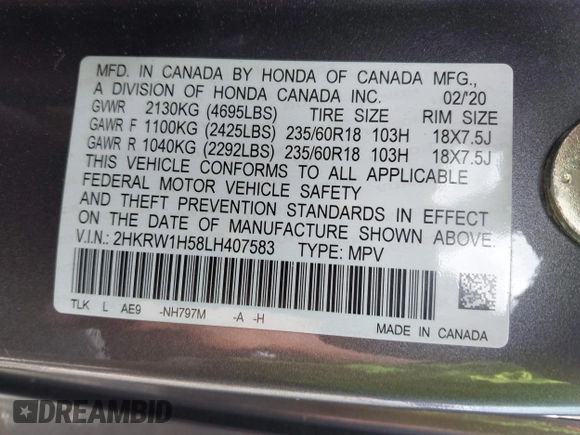 MFD. IN CANADA BY HONDA OF CANADA MFG.,
A DIVISION OF HONDA CANADA INC. 02/'20
GVWR 2130KG (4695LBS) TIRE SIZE RIM SIZE
GAWR F 1100KG (2425LBS) 235/60R18 103H 18X7.5J
GAWR R 1040KG (2292LBS) 235/60R18 103H 18X7.5J
THIS VEHICLE CONFORMS TO ALL APPLICABLE
FEDERAL MOTOR VEHICLE SAFETY
AND THEFT PREVENTION STANDARDS IN EFFECT
ON THE DATE OF MANUFACTURE SHOWN ABOVE.
V.I.N.: 2HKRW1H58LH407583 TYPE: MPV
TLK L AE9 -NH797M -A -H
MADE IN CANADA
DREAMBID